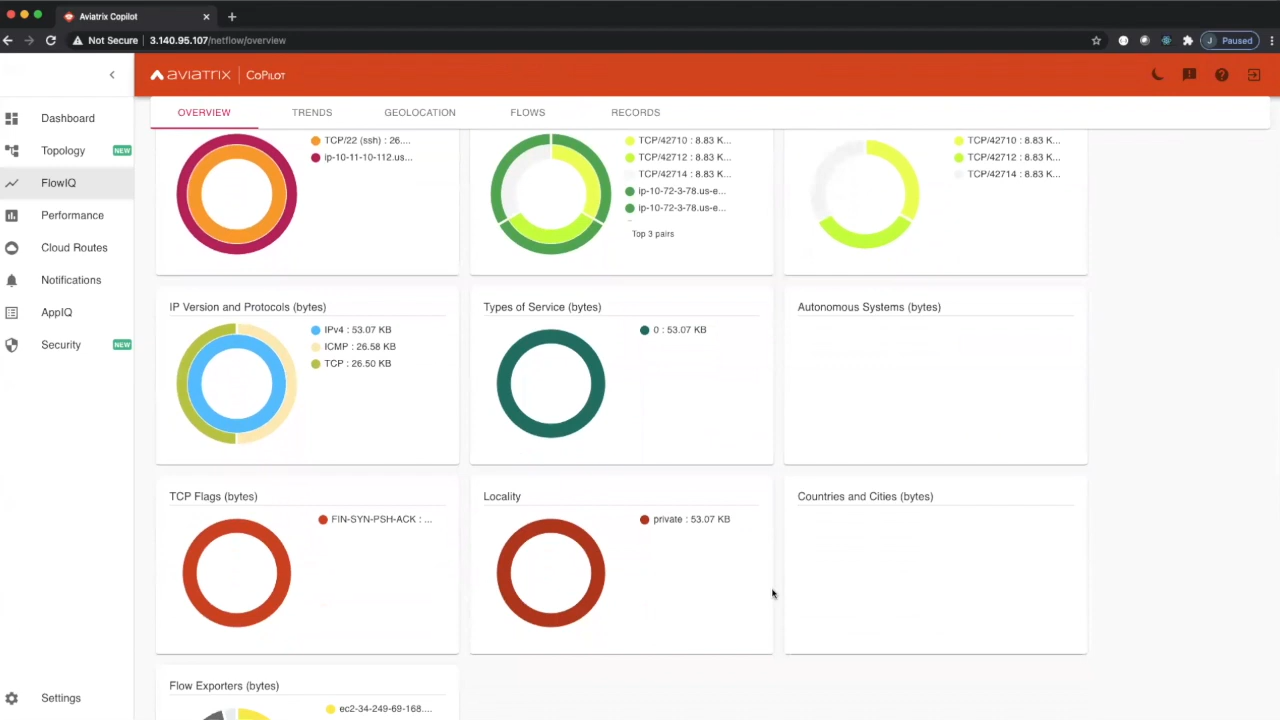 Aviatrix Copilot
Not Secure | 3.140.95.107/netflow/overview
J Paused
aviatrix | CoPilot
OVERVIEW TRENDS GEOLOCATION FLOWS RECORDS
Dashboard
Topology NEW
FlowIQ
Performance
Cloud Routes
Notifications
AppIQ
Security NEW
Settings
TCP/22 (ssh) : 26....
ip-10-11-10-112.us...
TCP/42710 : 8.83 K...
TCP/42712 : 8.83 K...
TCP/42714 : 8.83 K...
ip-10-72-3-78.us-e...
ip-10-72-3-78.us-e...
Top 3 pairs
TCP/42710 : 8.83 K...
TCP/42712 : 8.83 K...
TCP/42714 : 8.83 K...
IP Version and Protocols (bytes)
IPv4 : 53.07 KB
ICMP : 26.58 KB
TCP : 26.50 KB
Types of Service (bytes)
0 : 53.07 KB
Autonomous Systems (bytes)
TCP Flags (bytes)
FIN-SYN-PSH-ACK : ...
Locality
private : 53.07 KB
Countries and Cities (bytes)
Flow Exporters (bytes)
ec2-34-249-69-168....